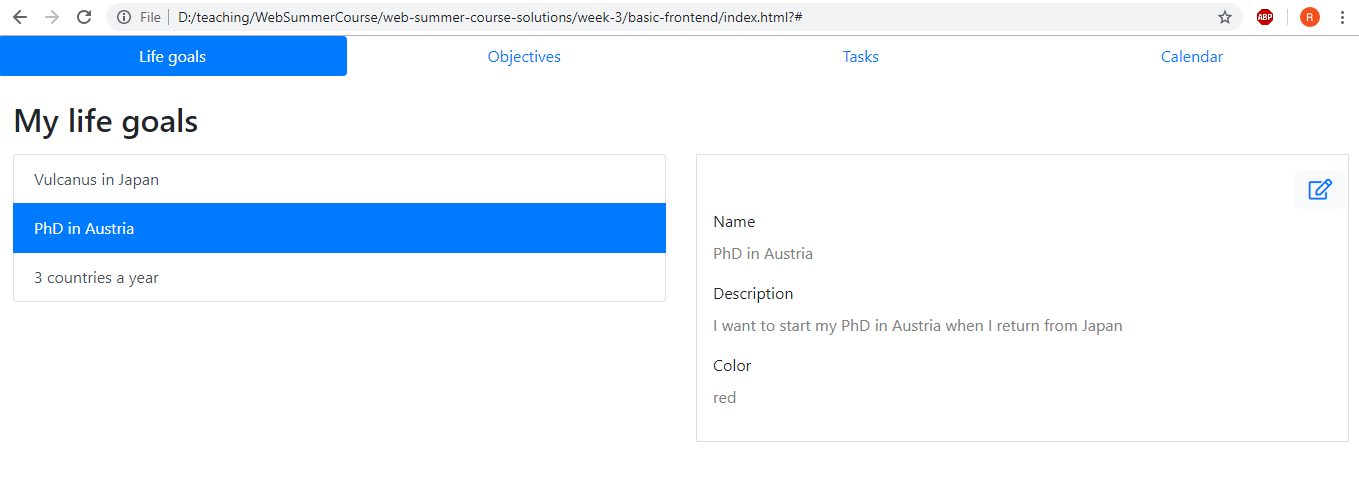 File D:/teaching/WebSummerCourse/web-summer-course-solutions/week-3/basic-frontend/index.html?# ABP R
Life goals Objectives Tasks Calendar
My life goals
Vulcanus in Japan
PhD in Austria
3 countries a year
Name
PhD in Austria
Description
I want to start my PhD in Austria when I return from Japan
Color
red